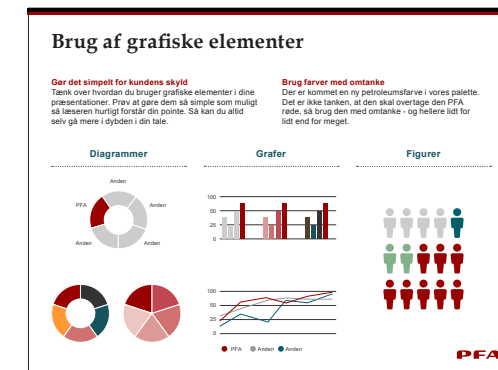 Brug af grafiske elementer
Gør det simpelt for kundens skyld
Tænk over hvordan du bruger grafiske elementer i dine
præsentationer. Prøv at gøre dem så simple som muligt
så læseren hurtigt forstår din pointe. Så kan du altid
selv gå mere i dybden i din tale.
Brug farver med omtanke
Der er kommet en ny petroleumsfarve i vores palette.
Det er ikke tanken, at den skal overtage den PFA
røde, så brug den med omtanke - og hellere lidt for
lidt end for meget.
Diagrammer
Grafer
Figurer
Anden
PFA
Anden
Anden
Anden
100
50
25
0
100
50
25
0
PFA
Anden
Anden
PFA